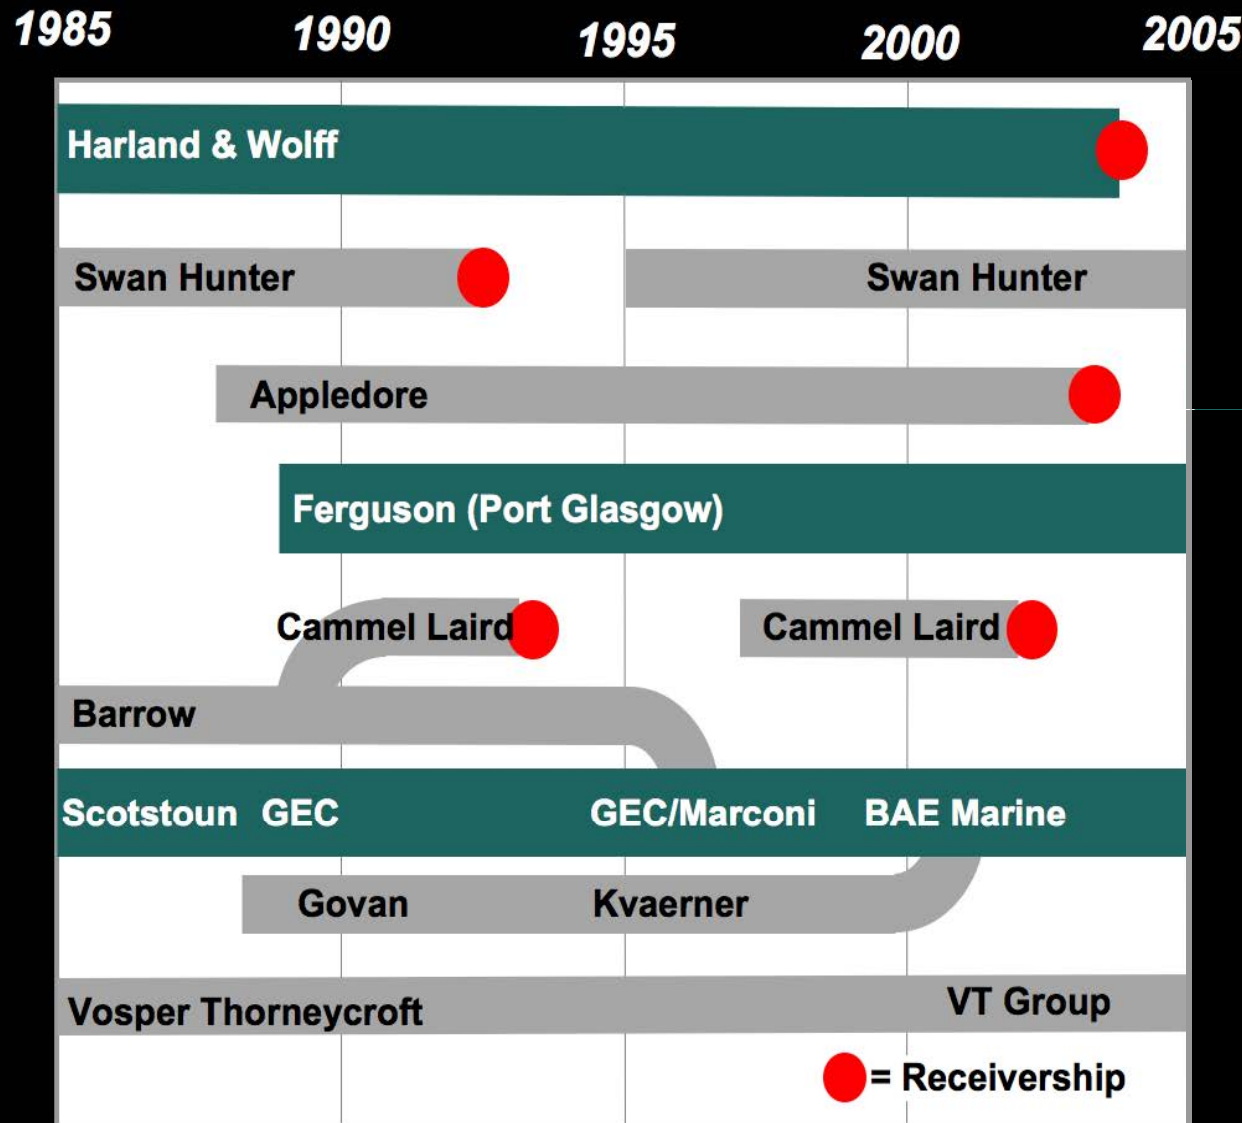 1985 1990 1995 2000 2005
Harland & Wolff
Swan Hunter Swan Hunter
Appledore
Ferguson (Port Glasgow)
Cammel Laird Cammel Laird
Barrow
Scotstoun GEC GEC/Marconi BAE Marine
Govan Kvaerner
Vosper Thorneycroft VT Group
= Receivership